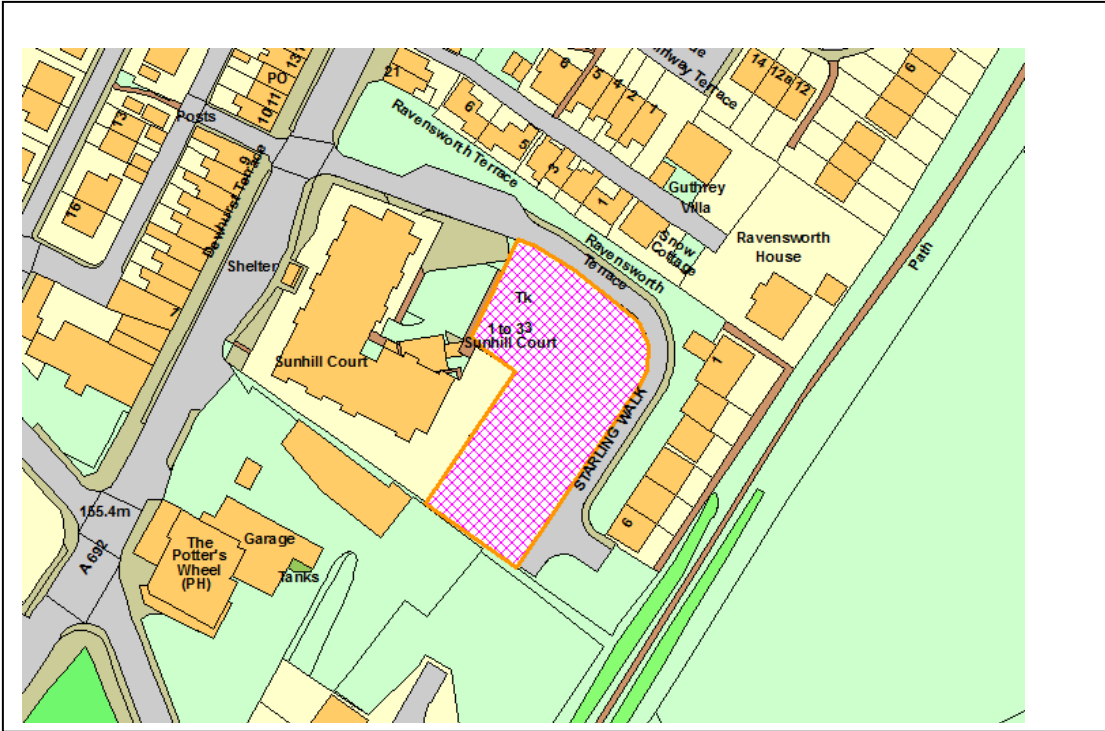 21
PO
13
11
10
Posts
13
16
9
Dewhurst Terrace
7
6
5
4
2
1
14
12a
12
6
Ravensworth Terrace
6
5
3
1
Guthrey
Villa
Snow
Cottage
Ravensworth
House
Ravensworth
Terrace
Path
Shelter
Tk
1 to 33
Sunhill Court
Sunhill Court
1
STARLING WALK
6
155.4m
A 692
The
Potter's
Wheel
(PH)
Garage
Tanks